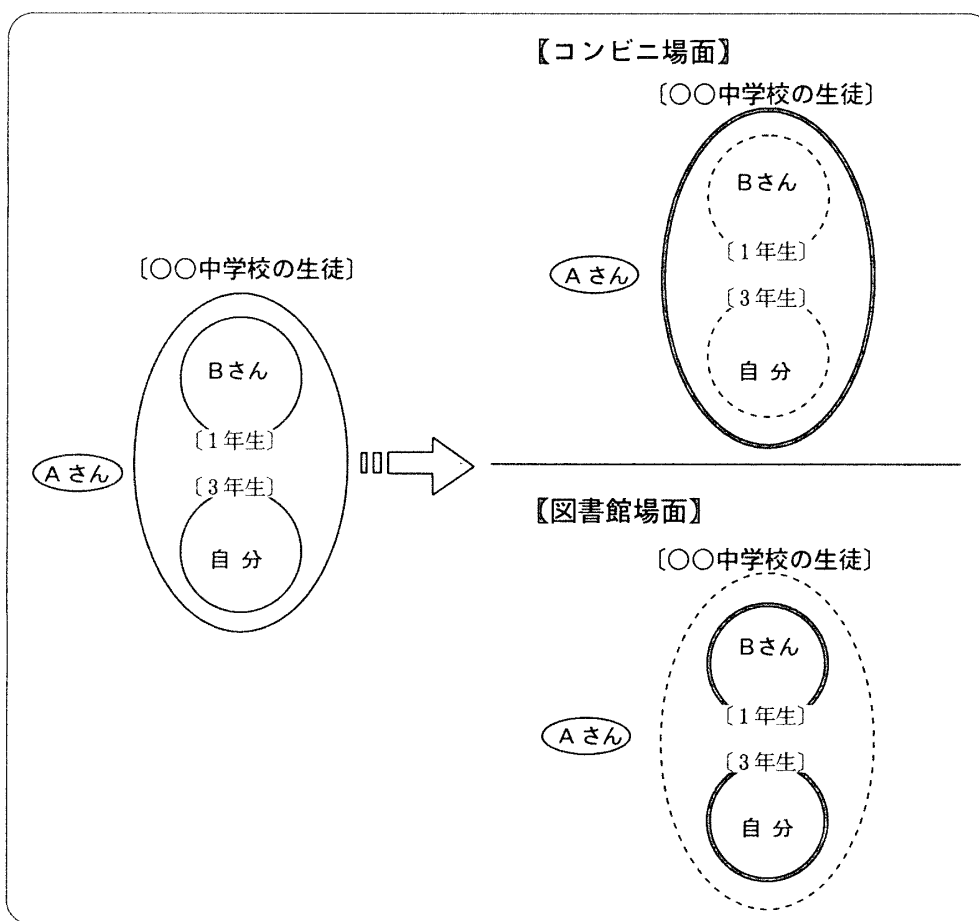 〔○○中学校の生徒〕
Bさん
〔1年生〕
Aさん
〔3年生〕
自分
【コンビニ場面】
〔○○中学校の生徒〕
Bさん
〔1年生〕
Aさん
〔3年生〕
自分
【図書館場面】
〔○○中学校の生徒〕
Bさん
〔1年生〕
Aさん
〔3年生〕
自分